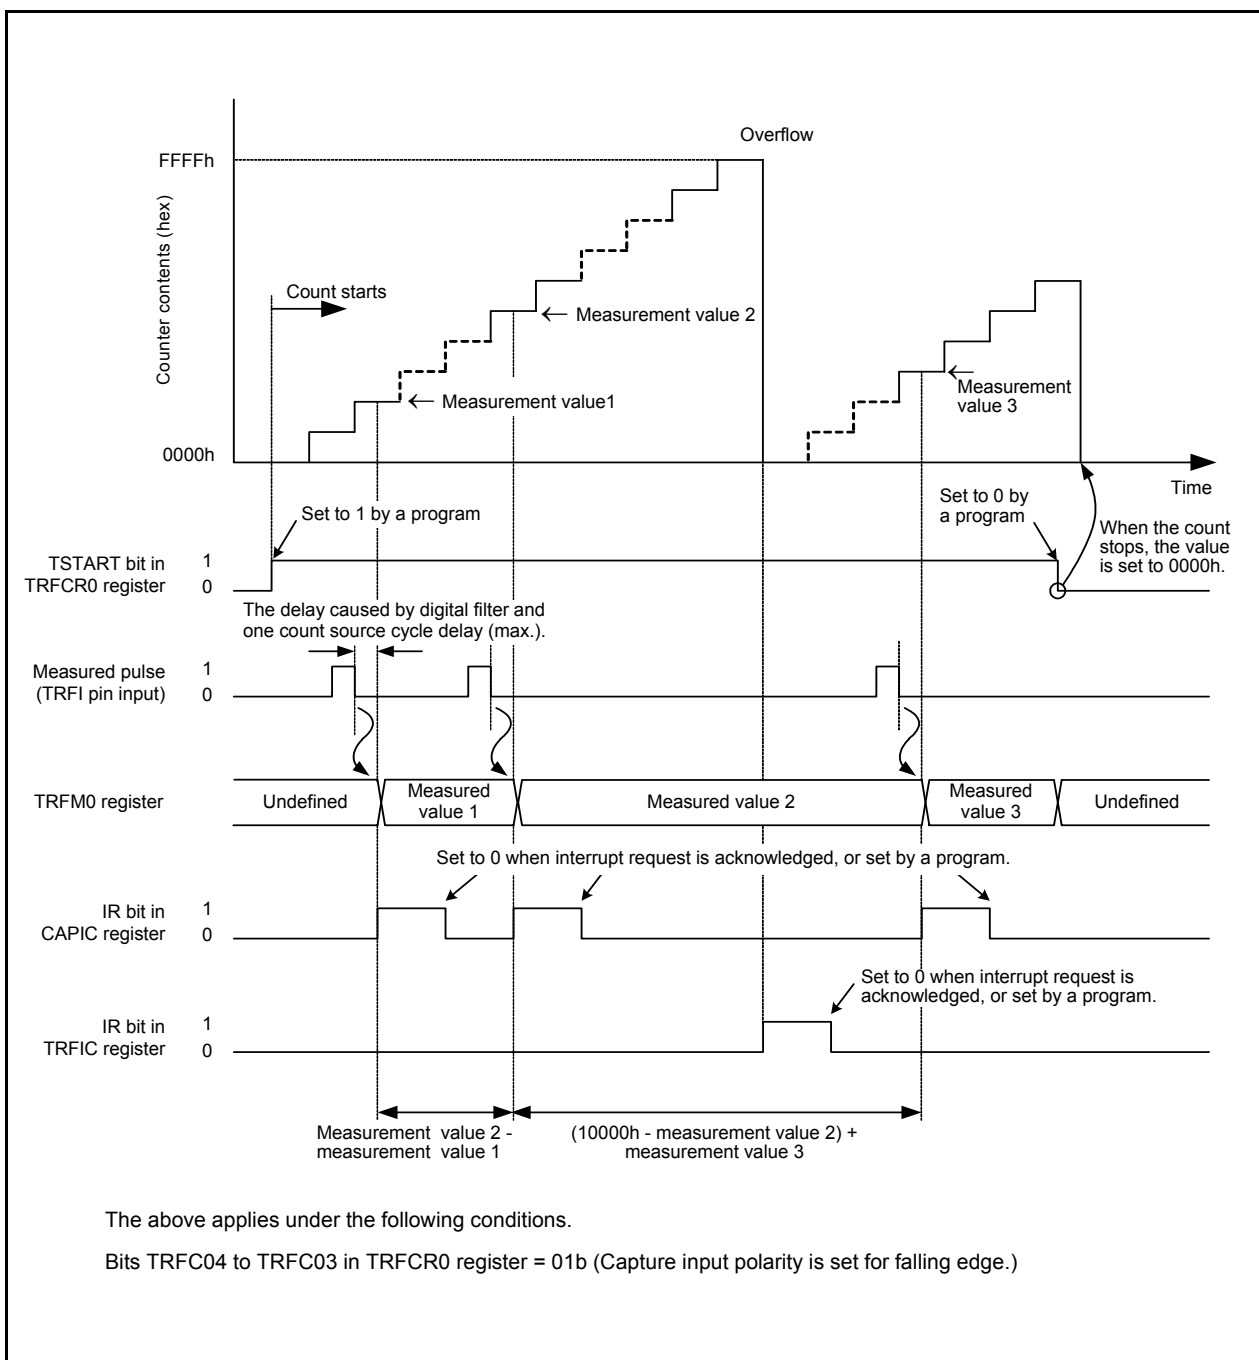 Overflow
FFFFh
Counter contents (hex)
Count starts
← Measurement value 2
← Measurement value1
← Measurement
value 3
0000h
Time
Set to 1 by a program
Set to 0 by
a program
When the count
stops, the value
is set to 0000h.
TSTART bit in
TRFCR0 register
1
0
The delay caused by digital filter and
one count source cycle delay (max.).
Measured pulse
(TRFI pin input)
1
0
TRFM0 register
Undefined
Measured
value 1
Measured value 2
Measured
value 3
Undefined
Set to 0 when interrupt request is acknowledged, or set by a program.
IR bit in
CAPIC register
1
0
Set to 0 when interrupt request is
acknowledged, or set by a program.
IR bit in
TRFIC register
1
0
Measurement value 2 -
measurement value 1
(10000h - measurement value 2) +
measurement value 3
The above applies under the following conditions.
Bits TRFC04 to TRFC03 in TRFCR0 register = 01b (Capture input polarity is set for falling edge.)